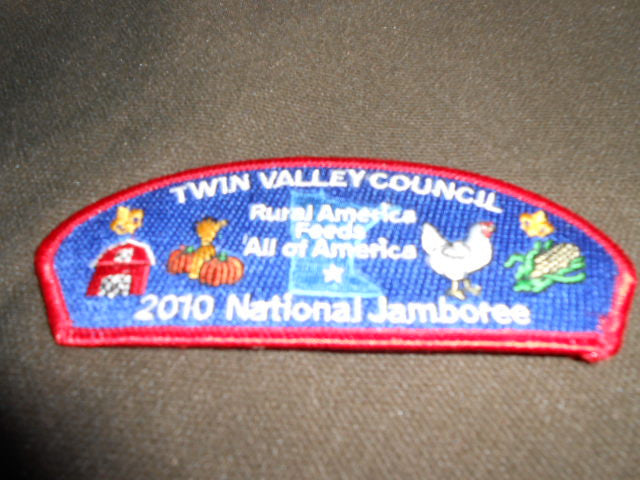 TWIN VALLEY COUNCIL
Rural America
Feeds
All of America
2010 National Jamboree